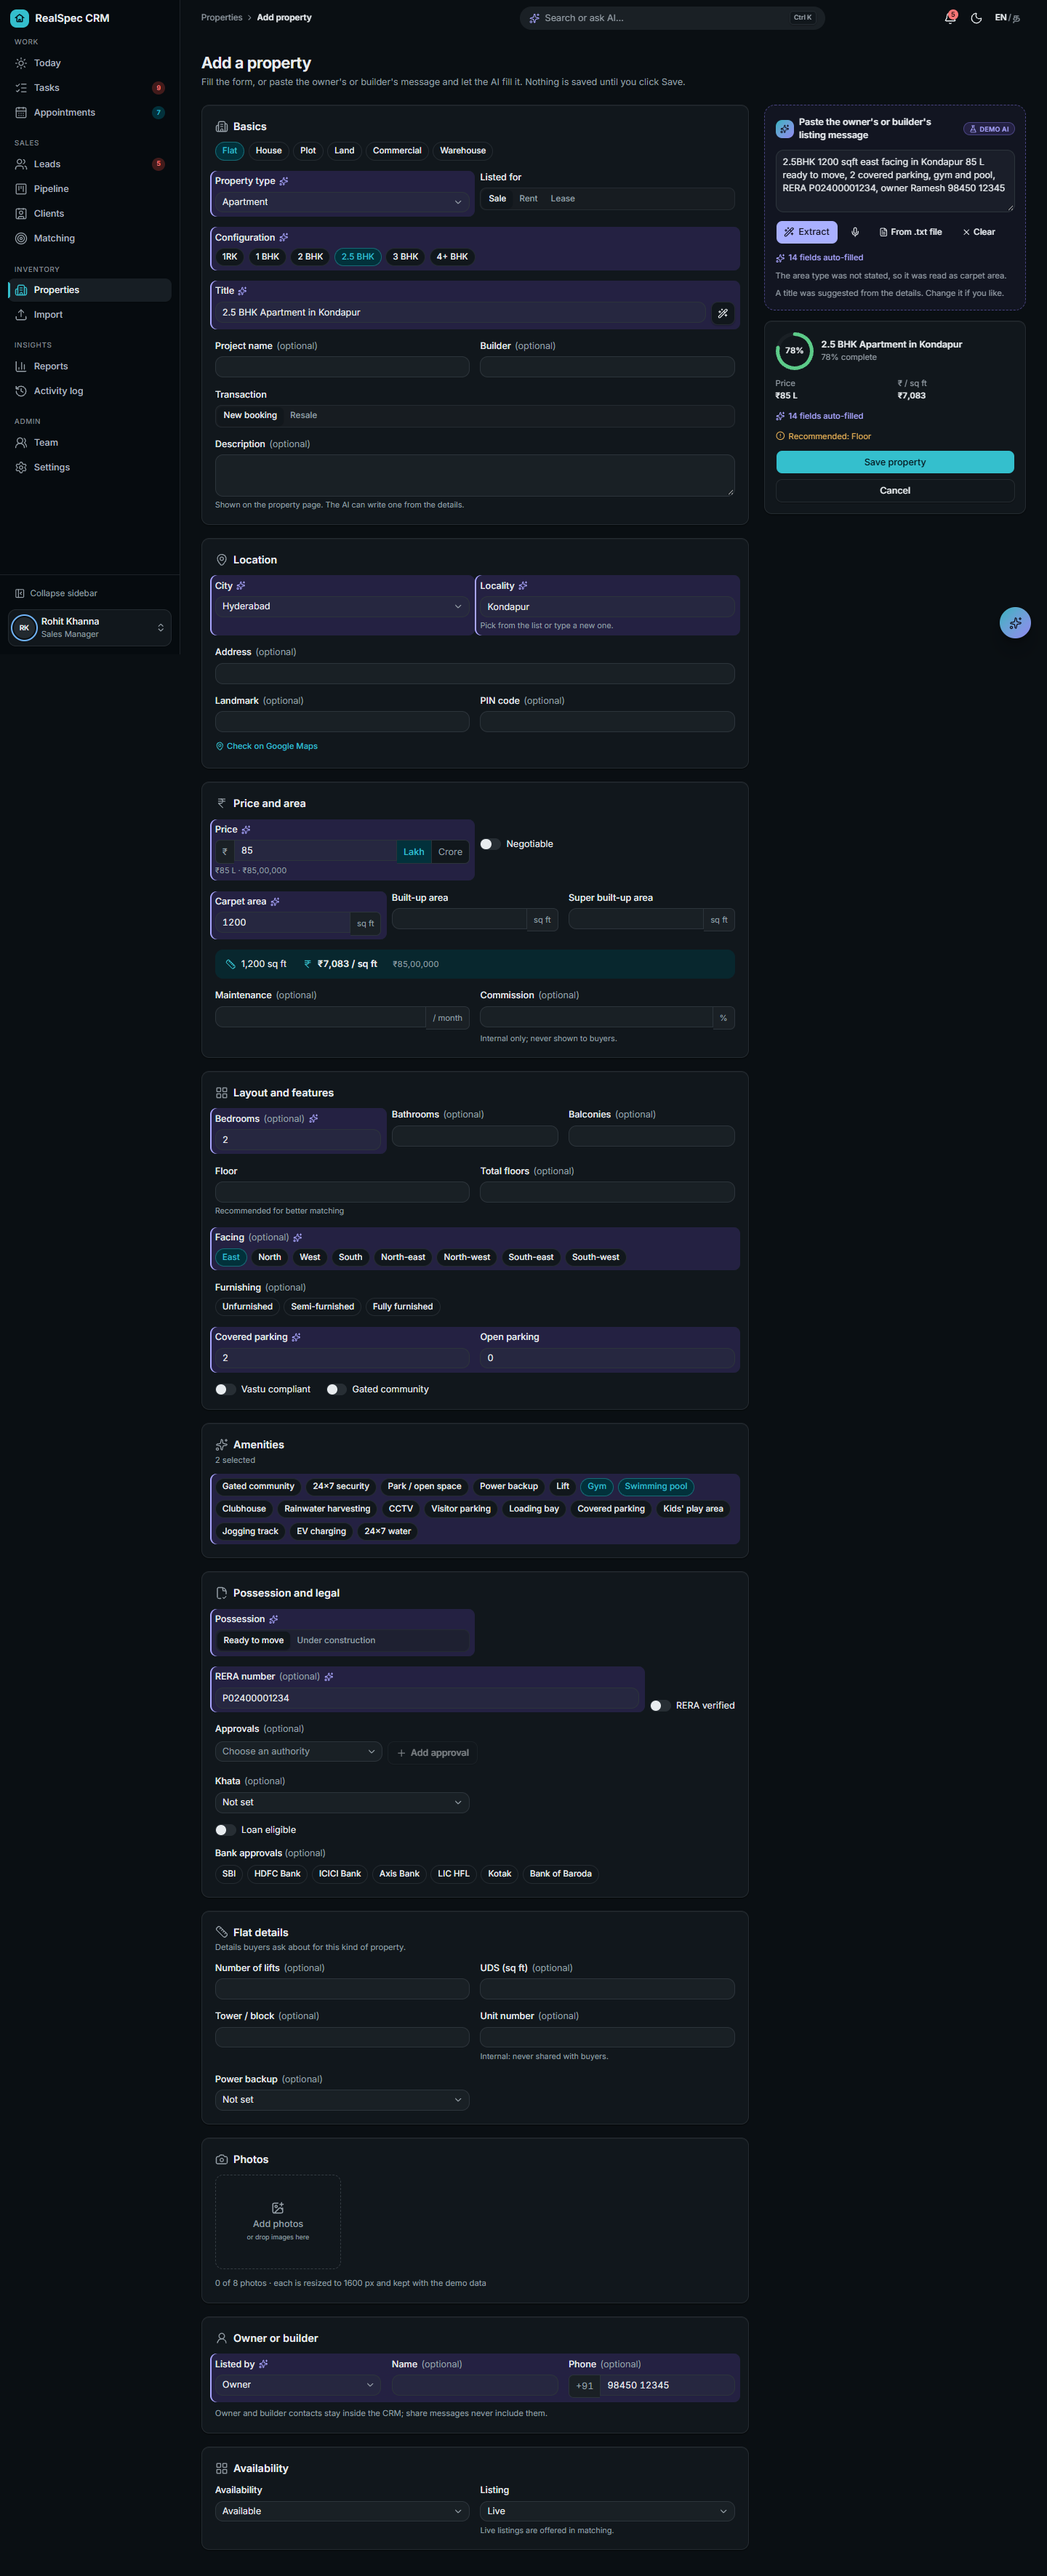 RealSpec CRM
WORK
Today
Tasks 9
Appointments 7
SALES
Leads 5
Pipeline
Clients
Matching
INVENTORY
Properties
Import
INSIGHTS
Reports
Activity log
ADMIN
Team
Settings
Collapse sidebar
RK Rohit Khanna
Sales Manager
Properties > Add property
Search or ask AI... Ctrl K
EN / த
Add a property
Fill the form, or paste the owner's or builder's message and let the AI fill it. Nothing is saved until you click Save.
Basics
Flat House Plot Land Commercial Warehouse
Property type Listed for
Apartment Sale Rent Lease
Configuration
1RK 1 BHK 2 BHK 2.5 BHK 3 BHK 4+ BHK
Title
2.5 BHK Apartment in Kondapur
Project name (optional) Builder (optional)
Transaction
New booking Resale
Description (optional)
Shown on the property page. The AI can write one from the details.
Location
City Locality
Hyderabad Kondapur
Pick from the list or type a new one.
Address (optional)
Landmark (optional) PIN code (optional)
Check on Google Maps
Price and area
Price
₹ 85 Lakh Crore Negotiable
₹85 L · ₹85,00,000
Carpet area Built-up area Super built-up area
1200 sq ft sq ft sq ft
1,200 sq ft ₹ ₹7,083 / sq ft ₹85,00,000
Maintenance (optional) Commission (optional)
/ month %
Internal only; never shown to buyers.
Layout and features
Bedrooms (optional) Bathrooms (optional) Balconies (optional)
2
Floor Total floors (optional)
Recommended for better matching
Facing (optional)
East North West South North-east North-west South-east South-west
Furnishing (optional)
Unfurnished Semi-furnished Fully furnished
Covered parking Open parking
2 0
Vastu compliant Gated community
Amenities
2 selected
Gated community 24×7 security Park / open space Power backup Lift Gym Swimming pool
Clubhouse Rainwater harvesting CCTV Visitor parking Loading bay Covered parking Kids' play area
Jogging track EV charging 24×7 water
Possession and legal
Possession
Ready to move Under construction
RERA number (optional)
P02400001234 RERA verified
Approvals (optional)
Choose an authority + Add approval
Khata (optional)
Not set
Loan eligible
Bank approvals (optional)
SBI HDFC Bank ICICI Bank Axis Bank LIC HFL Kotak Bank of Baroda
Flat details
Details buyers ask about for this kind of property.
Number of lifts (optional) UDS (sq ft) (optional)
Tower / block (optional) Unit number (optional)
Internal: never shared with buyers.
Power backup (optional)
Not set
Photos
Add photos
or drop images here
0 of 8 photos · each is resized to 1600 px and kept with the demo data
Owner or builder
Listed by Name (optional) Phone (optional)
Owner +91 98450 12345
Owner and builder contacts stay inside the CRM; share messages never include them.
Availability
Availability Listing
Available Live
Live listings are offered in matching.
Paste the owner's or builder's
listing message
DEMO AI
2.5BHK 1200 sqft east facing in Kondapur 85 L
ready to move, 2 covered parking, gym and pool,
RERA P02400001234, owner Ramesh 98450 12345
Extract From .txt file Clear
14 fields auto-filled
The area type was not stated, so it was read as carpet area.
A title was suggested from the details. Change it if you like.
78% 2.5 BHK Apartment in Kondapur
78% complete
Price ₹ / sq ft
₹85 L ₹7,083
14 fields auto-filled
Recommended: Floor
Save property
Cancel